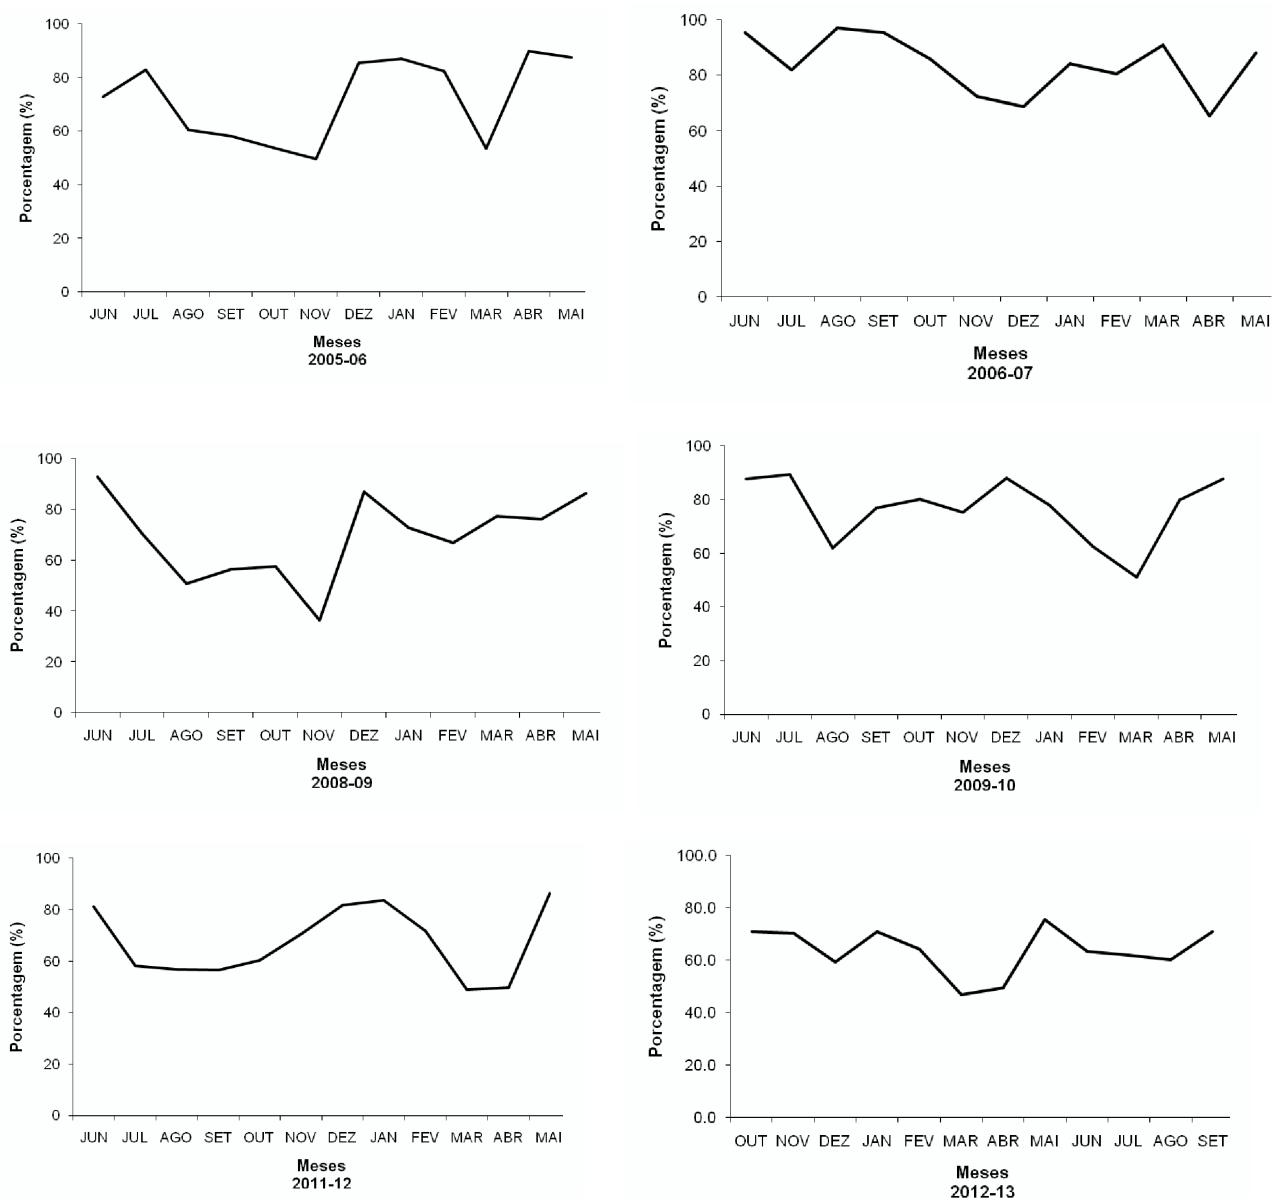 100
80
60
40
20
0
Porcentagem (%)
JUN JUL AGO SET OUT NOV DEZ JAN FEV MAR ABR MAI
Meses
2005-06
100
80
60
40
20
0
Porcentagem (%)
JUN JUL AGO SET OUT NOV DEZ JAN FEV MAR ABR MAI
Meses
2006-07
100
80
60
40
20
0
Porcentagem (%)
JUN JUL AGO SET OUT NOV DEZ JAN FEV MAR ABR MAI
Meses
2008-09
100
80
60
40
20
0
Porcentagem (%)
JUN JUL AGO SET OUT NOV DEZ JAN FEV MAR ABR MAI
Meses
2009-10
100
80
60
40
20
0
Porcentagem (%)
JUN JUL AGO SET OUT NOV DEZ JAN FEV MAR ABR MAI
Meses
2011-12
100.0
80.0
60.0
40.0
20.0
0.0
Porcentagem (%)
OUT NOV DEZ JAN FEV MAR ABR MAI JUN JUL AGO SET
Meses
2012-13